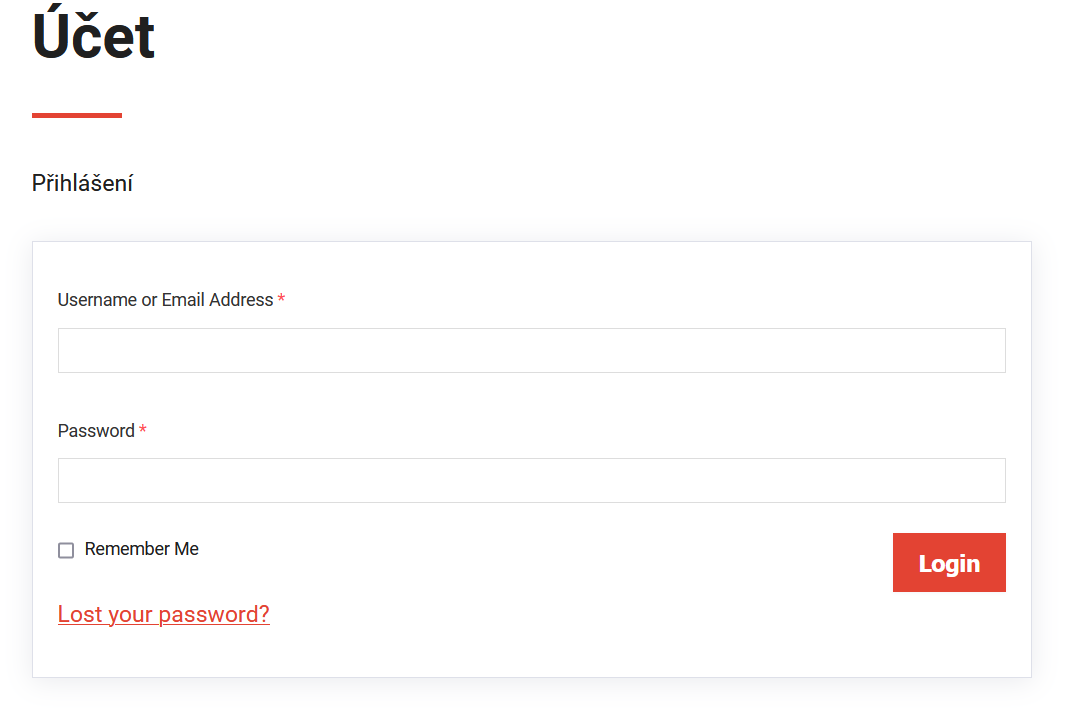 Účet
Přihlášení
Username or Email Address *
Password *
Remember Me
Login
Lost your password?